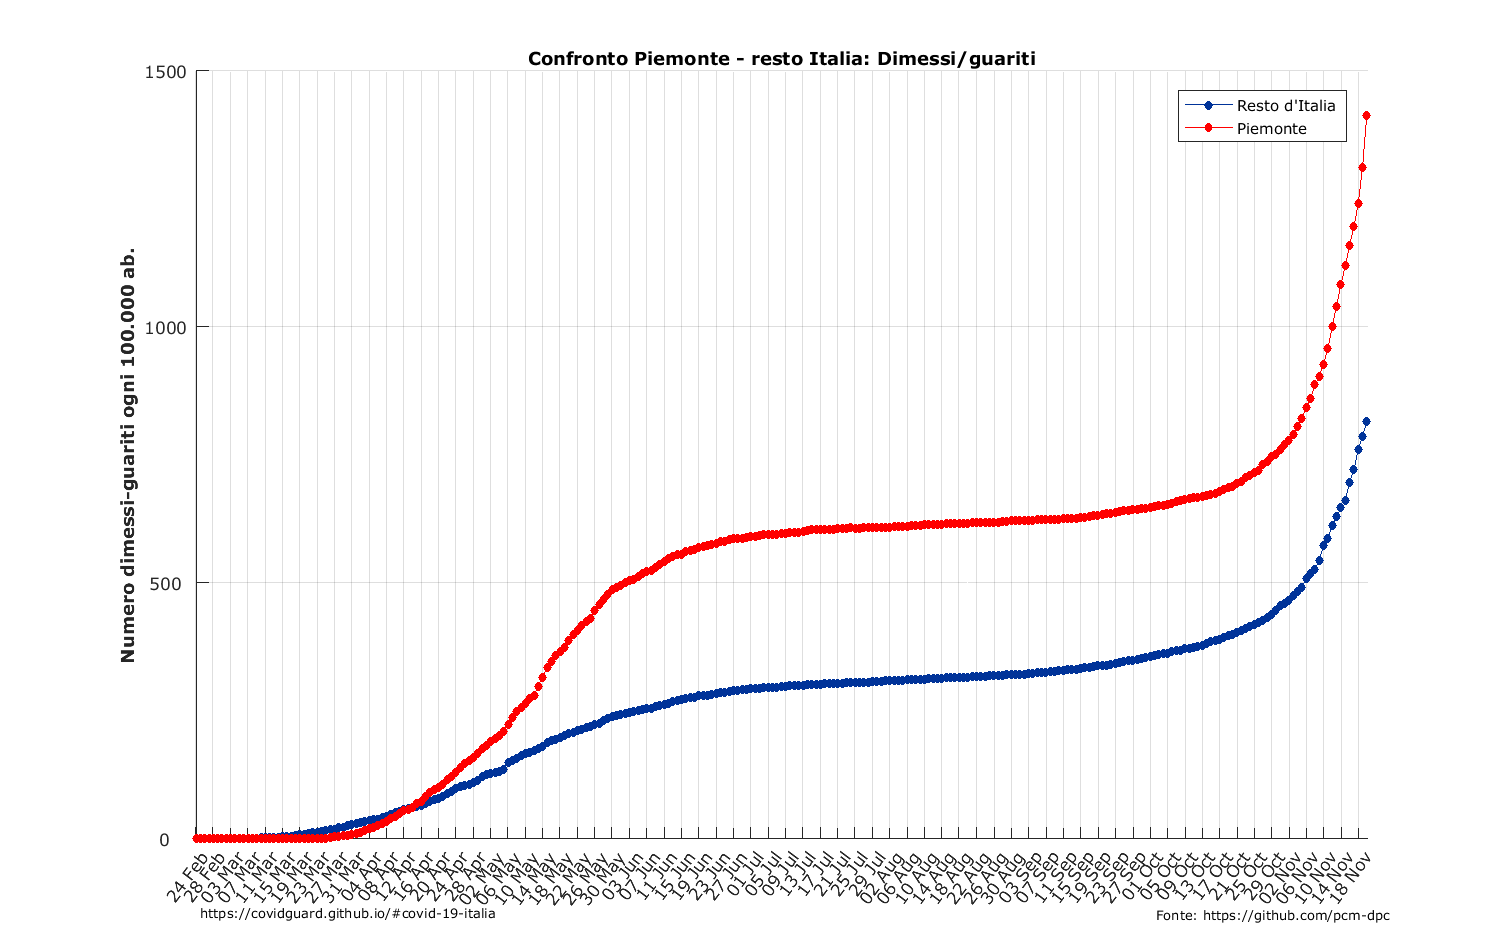 Confronto Piemonte - resto Italia: Dimessi/guariti
Numero dimessi-guariti ogni 100.000 ab.
1500
1000
500
0
Resto d'Italia
Piemonte
24 Feb
28 Feb
03 Mar
07 Mar
11 Mar
15 Mar
19 Mar
23 Mar
27 Mar
31 Mar
04 Apr
08 Apr
12 Apr
16 Apr
20 Apr
24 Apr
28 Apr
02 May
06 May
10 May
14 May
18 May
22 May
26 May
30 May
03 Jun
07 Jun
11 Jun
15 Jun
19 Jun
23 Jun
27 Jun
01 Jul
05 Jul
09 Jul
13 Jul
17 Jul
21 Jul
25 Jul
29 Jul
02 Aug
06 Aug
10 Aug
14 Aug
18 Aug
22 Aug
26 Aug
30 Aug
03 Sep
07 Sep
11 Sep
15 Sep
19 Sep
23 Sep
27 Sep
01 Oct
05 Oct
09 Oct
13 Oct
17 Oct
21 Oct
25 Oct
29 Oct
02 Nov
06 Nov
10 Nov
14 Nov
18 Nov
https://covidguard.github.io/#covid-19-italia
Fonte: https://github.com/pcm-dpc